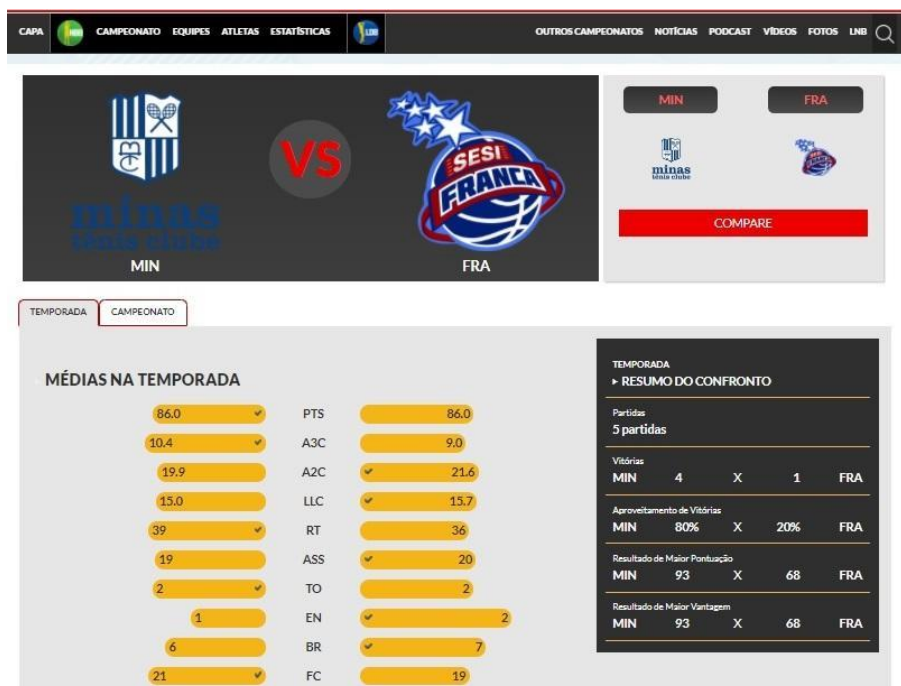 CAPA CAMPEONATO EQUIPES ATLETAS ESTATÍSTICAS OUTROS CAMPEONATOS NOTÍCIAS PODCAST VÍDEOS FOTOS LNB
VS
minas
tênis clube
SESI
FRANCA
MIN FRA
MIN FRA
minas
tênis clube
COMPARE
TEMPORADA CAMPEONATO
MÉDIAS NA TEMPORADA
86.0 PTS 86.0
10.4 A3C 9.0
19.9 A2C 21.6
15.0 LLC 15.7
39 RT 36
19 ASS 20
2 TO 2
1 EN 2
6 BR 7
21 FC 19
TEMPORADA
RESUMO DO CONFRONTO
Partidas
5 partidas
Vitórias
MIN 4 X 1 FRA
Aproveitamento de Vitórias
MIN 80% X 20% FRA
Resultado de Maior Pontuação
MIN 93 X 68 FRA
Resultado de Maior Vantagem
MIN 93 X 68 FRA